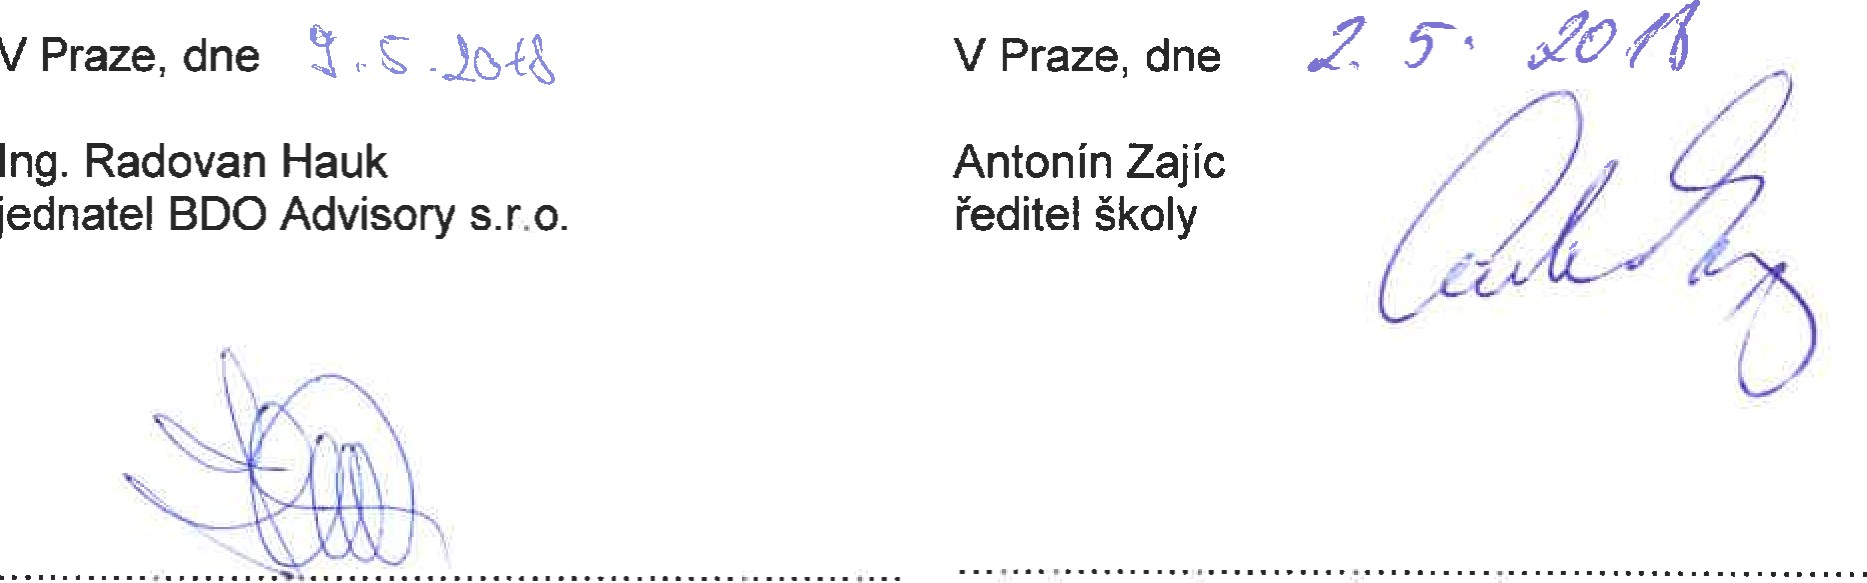 V Praze, dne 9.5.2018
Ing. Radovan Hauk
jednatel BDO Advisory s.r.o.
V Praze, dne 2. 5. 2018
Antonín Zajíc
ředitel školy